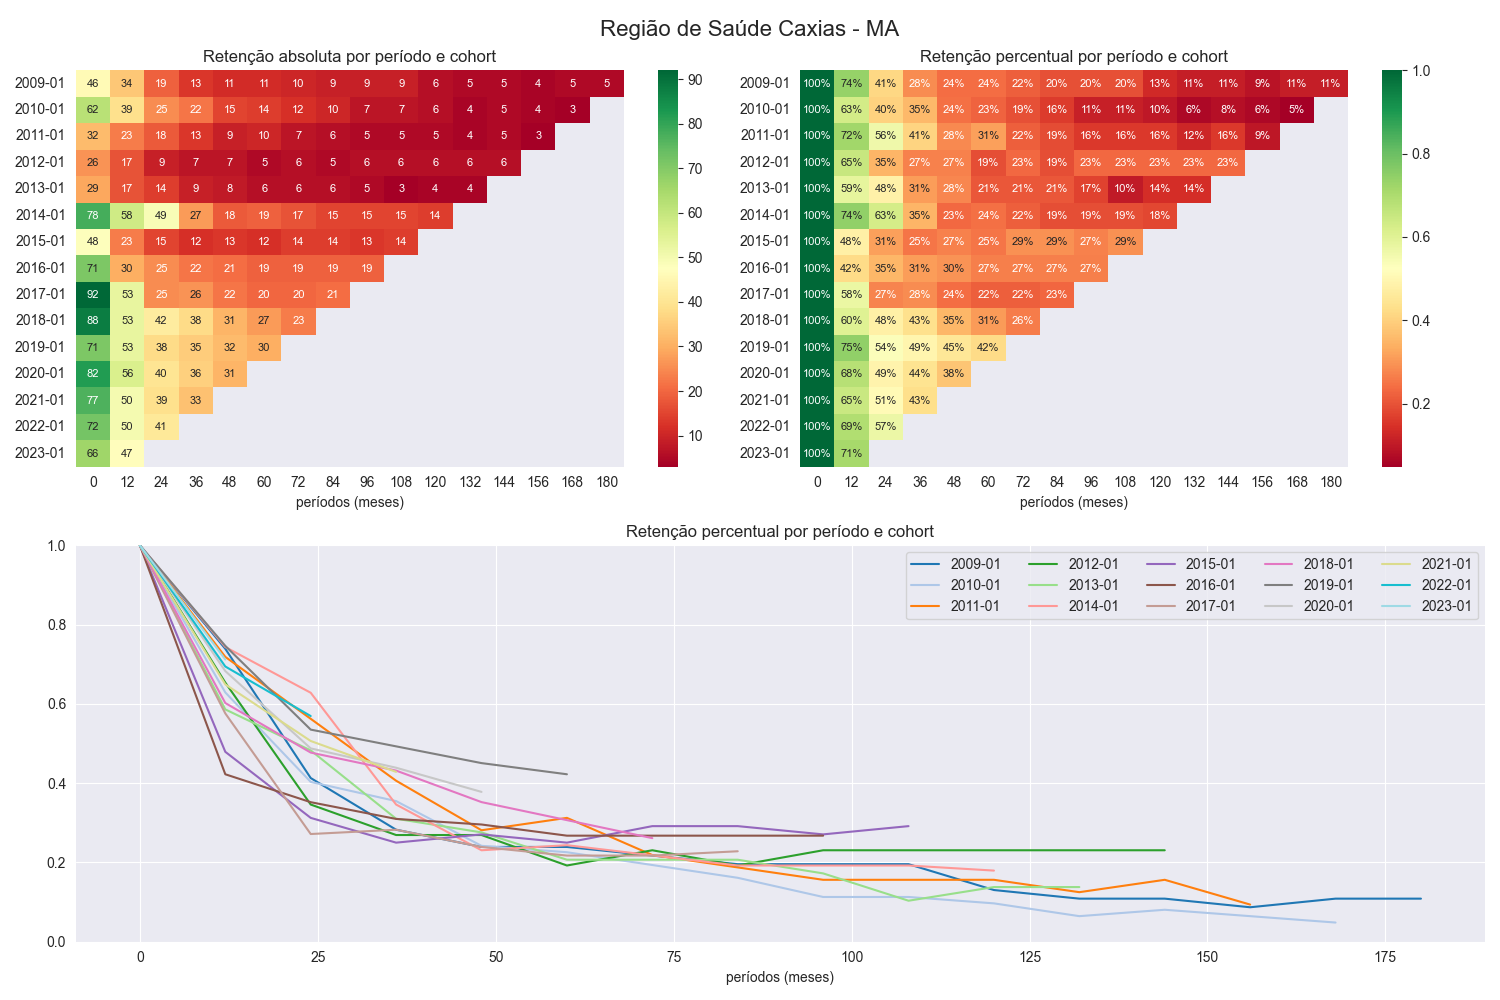 Região de Saúde Caxias - MA
Retenção absoluta por período e cohort
2009-01 46 34 19 13 11 11 10 9 9 9 6 5 5 4 5 5
2010-01 62 39 25 22 15 14 12 10 7 7 6 4 5 4 3
2011-01 32 23 18 13 9 10 7 6 5 5 5 4 5 3
2012-01 26 17 9 7 7 5 6 5 6 6 6 6 6
2013-01 29 17 14 9 8 6 6 6 5 3 4 4
2014-01 78 58 49 27 18 19 17 15 15 15 14
2015-01 48 23 15 12 13 12 14 14 13 14
2016-01 71 30 25 22 21 19 19 19 19
2017-01 92 53 25 26 22 20 20 21
2018-01 88 53 42 38 31 27 23
2019-01 71 53 38 35 32 30
2020-01 82 56 40 36 31
2021-01 77 50 39 33
2022-01 72 50 41
2023-01 66 47
0 12 24 36 48 60 72 84 96 108 120 132 144 156 168 180
períodos (meses)
90
80
70
60
50
40
30
20
10
Retenção percentual por período e cohort
2009-01 100% 74% 41% 28% 24% 24% 22% 20% 20% 20% 13% 11% 11% 9% 11% 11%
2010-01 100% 63% 40% 35% 24% 23% 19% 16% 11% 11% 10% 6% 8% 6% 5%
2011-01 100% 72% 56% 41% 28% 31% 22% 19% 16% 16% 16% 12% 16% 9%
2012-01 100% 65% 35% 27% 27% 19% 23% 19% 23% 23% 23% 23% 23%
2013-01 100% 59% 48% 31% 28% 21% 21% 21% 17% 10% 14% 14%
2014-01 100% 74% 63% 35% 23% 24% 22% 19% 19% 19% 18%
2015-01 100% 48% 31% 25% 27% 25% 29% 29% 27% 29%
2016-01 100% 42% 35% 31% 30% 27% 27% 27% 27%
2017-01 100% 58% 27% 28% 24% 22% 22% 23%
2018-01 100% 60% 48% 43% 35% 31% 26%
2019-01 100% 75% 54% 49% 45% 42%
2020-01 100% 68% 49% 44% 38%
2021-01 100% 65% 51% 43%
2022-01 100% 69% 57%
2023-01 100% 71%
0 12 24 36 48 60 72 84 96 108 120 132 144 156 168 180
períodos (meses)
1.0
0.8
0.6
0.4
0.2
Retenção percentual por período e cohort
1.0
0.8
0.6
0.4
0.2
0.0
2009-01 2012-01 2015-01 2018-01 2021-01
2010-01 2013-01 2016-01 2019-01 2022-01
2011-01 2014-01 2017-01 2020-01 2023-01
0 25 50 75 100 125 150 175
períodos (meses)